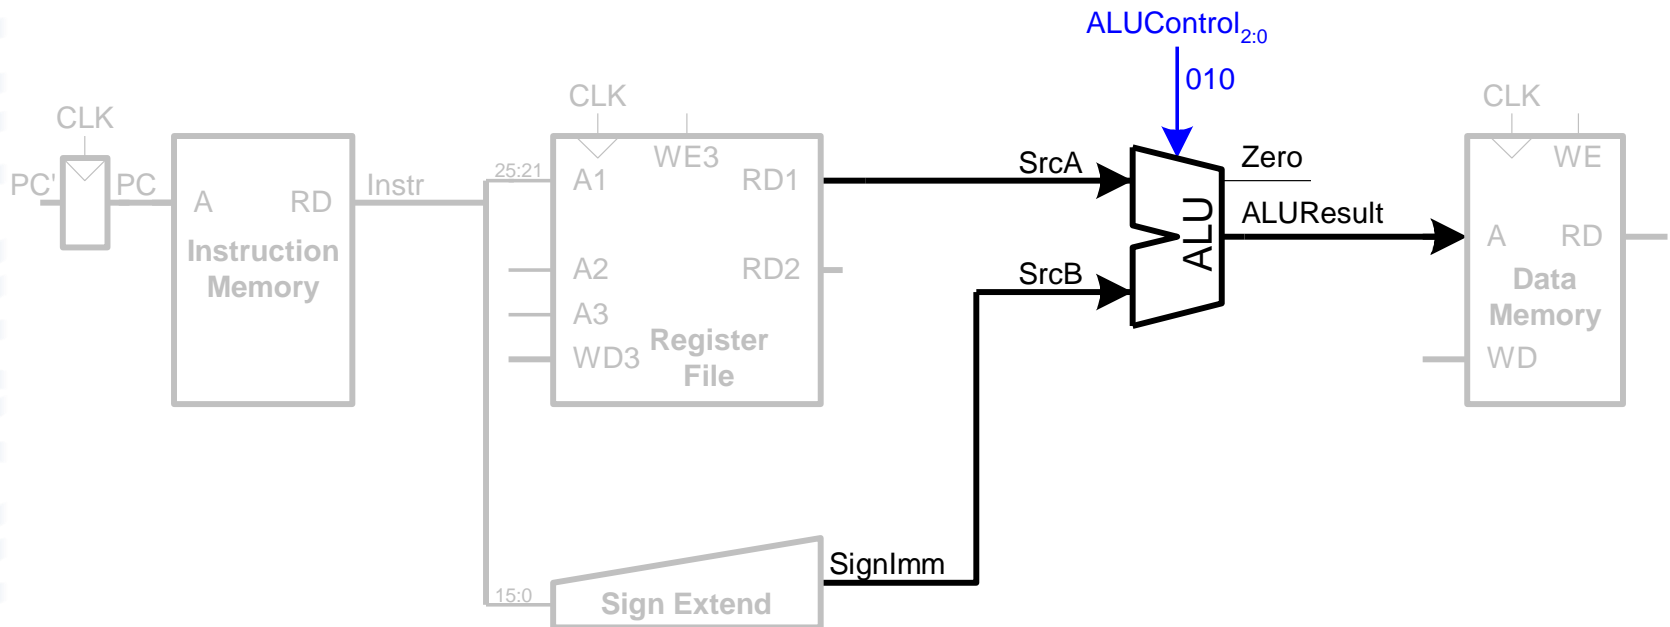 ALUControl2:0
010
CLK
CLK
CLK
PC'
PC
A
RD
Instr
Instruction
Memory
25:21
A1
WE3
RD1
A2
RD2
A3
WD3
Register
File
SrcA
SrcB
ALU
Zero
ALUResult
WE
A
RD
Data
Memory
WD
SignImm
15:0
Sign Extend